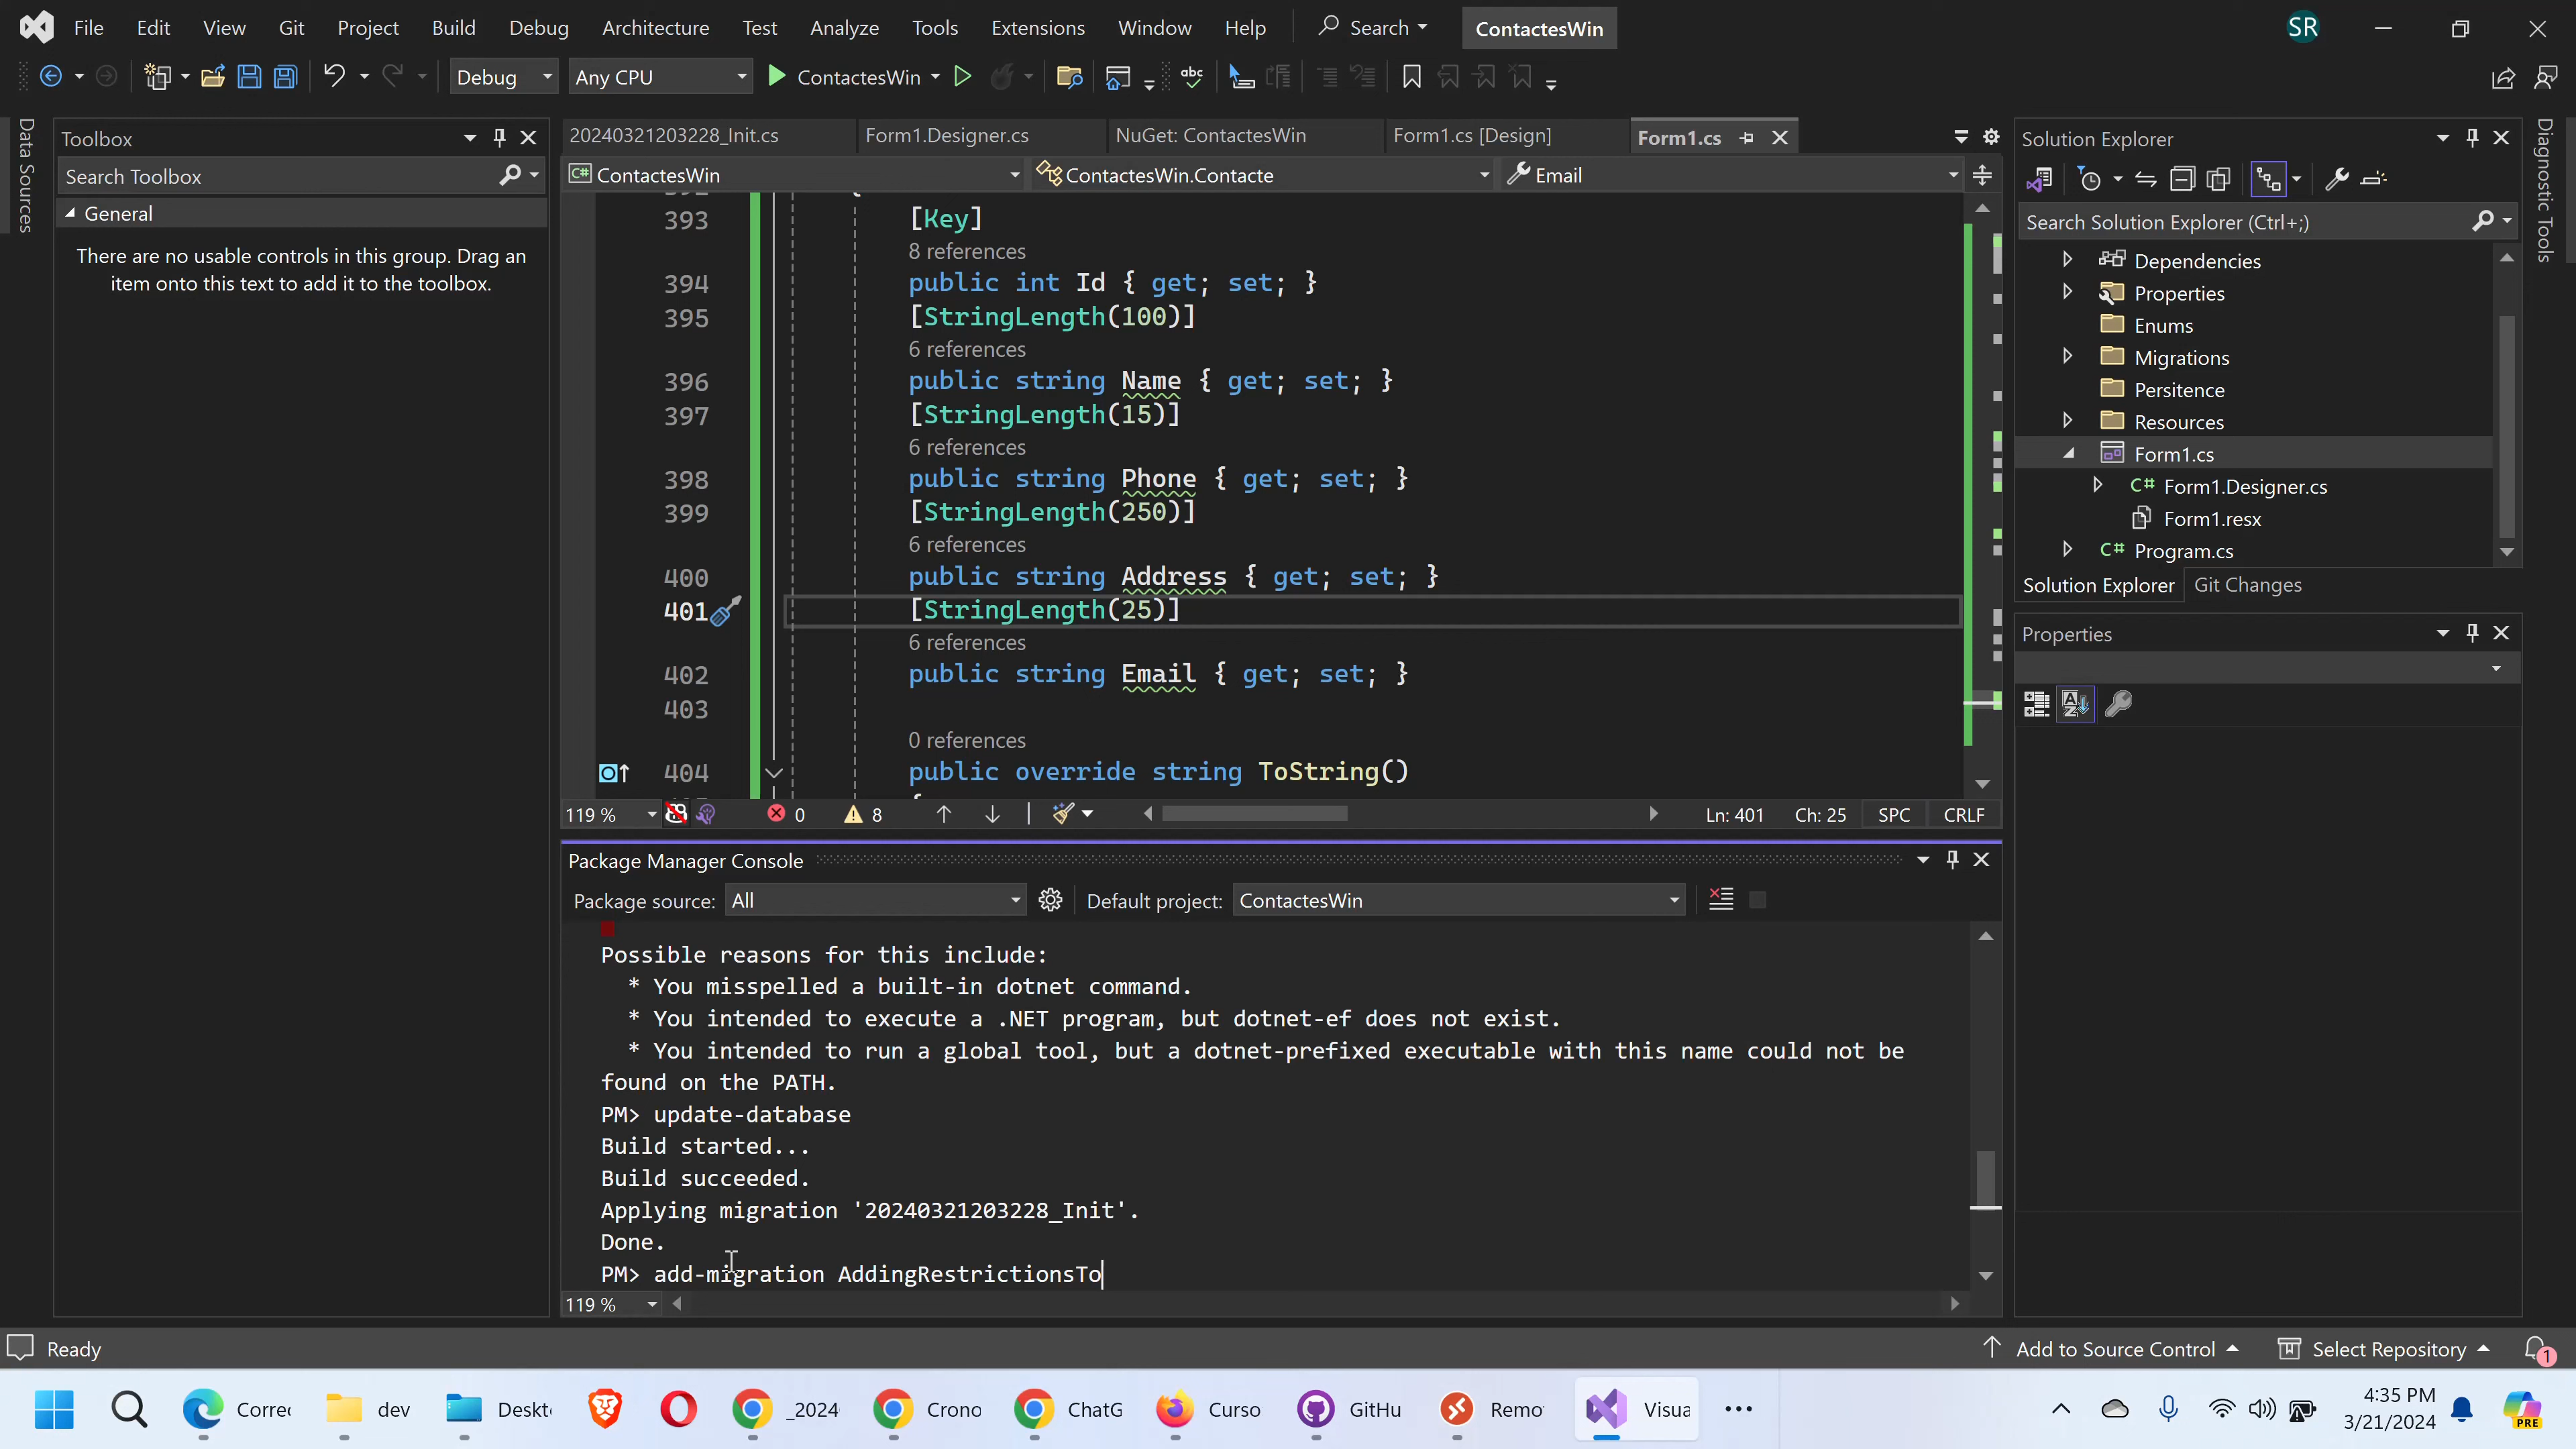 File Edit View Git Project Build Debug Architecture Test Analyze Tools Extensions Window Help Search ContactesWin SR
Debug Any CPU ContactesWin abc
Data Sources
Toolbox
Search Toolbox
General
There are no usable controls in this group. Drag an
item onto this text to add it to the toolbox.
20240321203228_Init.cs Form1.Designer.cs NuGet: ContactesWin Form1.cs [Design] Form1.cs
C# ContactesWin ContactesWin.Contacte Email
393 [Key]
8 references
394 public int Id { get; set; }
395 [StringLength(100)]
6 references
396 public string Name { get; set; }
397 [StringLength(15)]
6 references
398 public string Phone { get; set; }
399 [StringLength(250)]
6 references
400 public string Address { get; set; }
401 [StringLength(25)]
6 references
402 public string Email { get; set; }
403
0 references
404 public override string ToString()
119 % 0 8 Ln: 401 Ch: 25 SPC CRLF
Package Manager Console
Package source: All Default project: ContactesWin
Possible reasons for this include:
* You misspelled a built-in dotnet command.
* You intended to execute a .NET program, but dotnet-ef does not exist.
* You intended to run a global tool, but a dotnet-prefixed executable with this name could not be
found on the PATH.
PM> update-database
Build started...
Build succeeded.
Applying migration '20240321203228_Init'.
Done.
PM> add-migration AddingRestrictionsTo
119 %
Solution Explorer
Search Solution Explorer (Ctrl+;)
Dependencies
Properties
Enums
Migrations
Persitence
Resources
Form1.cs
C# Form1.Designer.cs
Form1.resx
C# Program.cs
Solution Explorer Git Changes
Properties
Diagnostic Tools
Ready Add to Source Control Select Repository 1
Correc dev Deskt _2024 Crono ChatG Curso GitHu Remo Visua
4:35 PM
3/21/2024
PRE